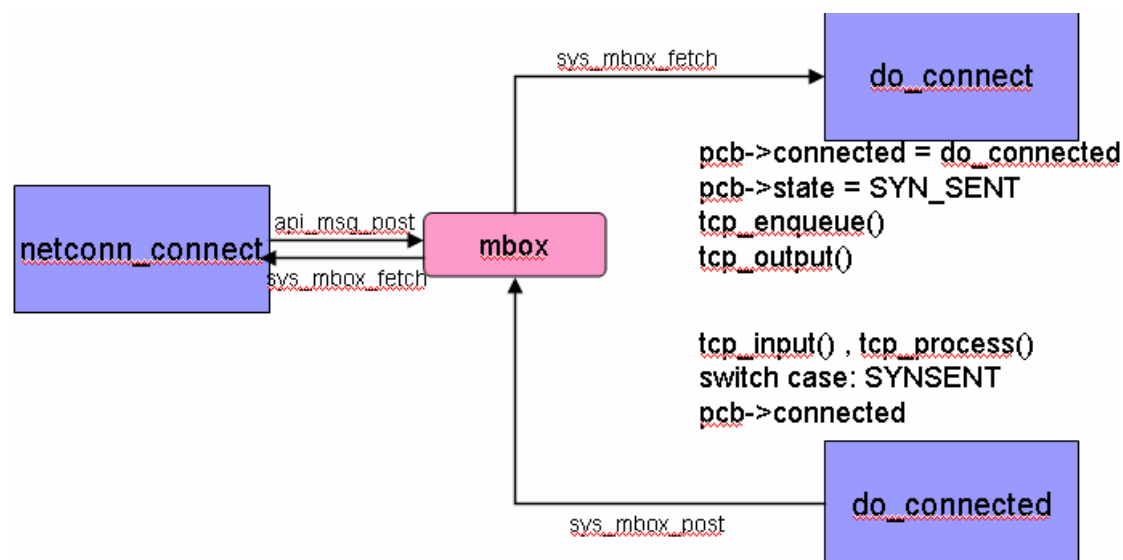 sys_mbox_fetch
do_connect
pcb->connected = do_connected
pcb->state = SYN_SENT
tcp_enqueue()
tcp_output()
netconn_connect
api_msg_post
sys_mbox_fetch
mbox
tcp_input() , tcp_process()
switch case: SYNSENT
pcb->connected
do_connected
sys_mbox_post